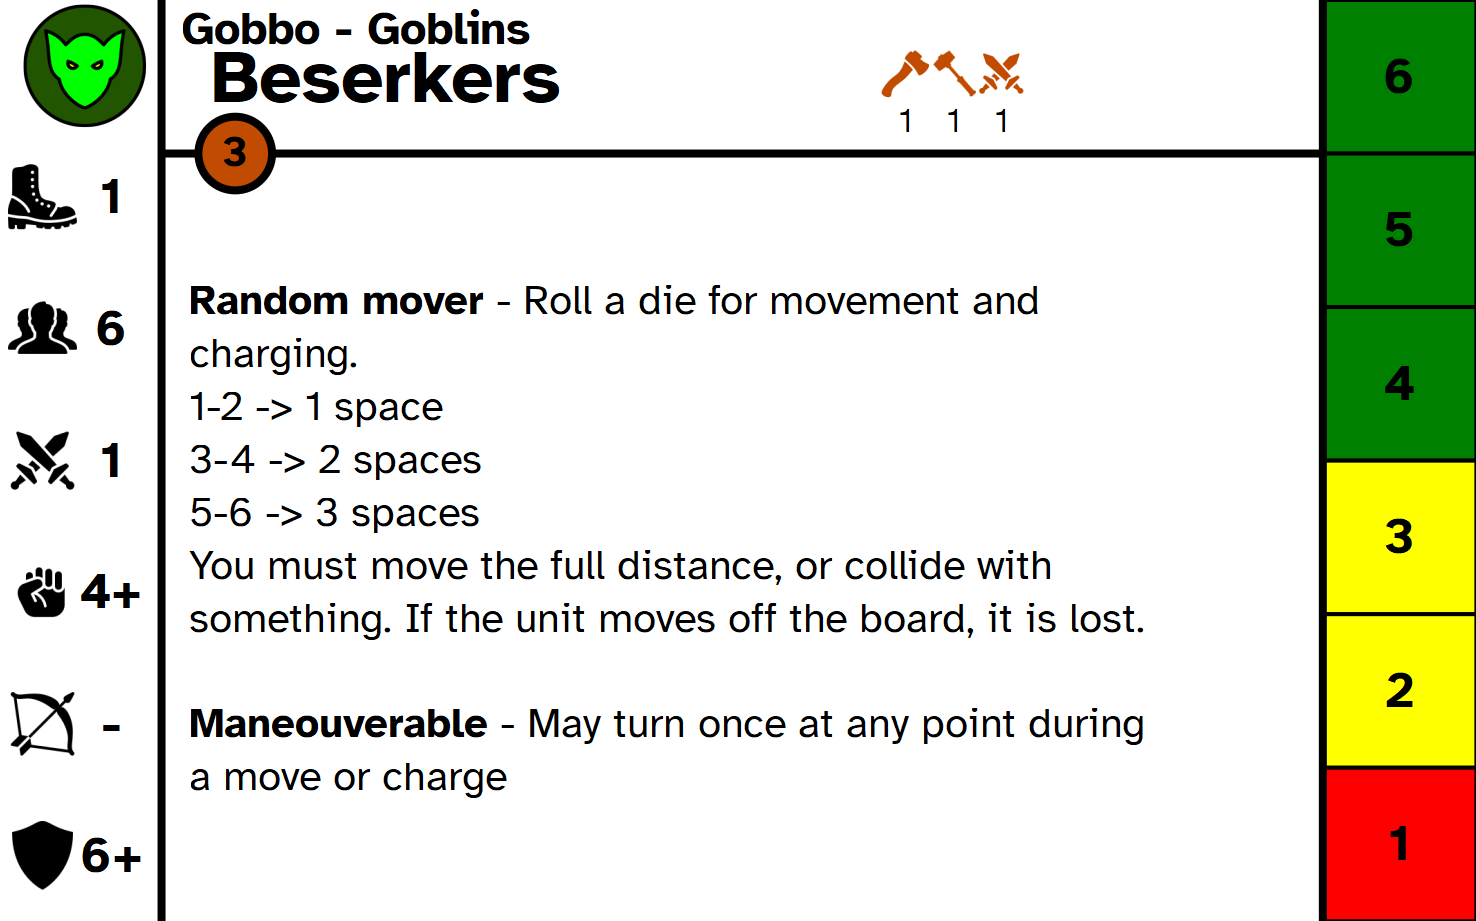 Gobbo - Goblins
Beserkers
1 1 1
3
1
6
1
4+
-
6+
Random mover - Roll a die for movement and
charging.
1-2 -> 1 space
3-4 -> 2 spaces
5-6 -> 3 spaces
You must move the full distance, or collide with
something. If the unit moves off the board, it is lost.
Maneouverable - May turn once at any point during
a move or charge
6
5
4
3
2
1